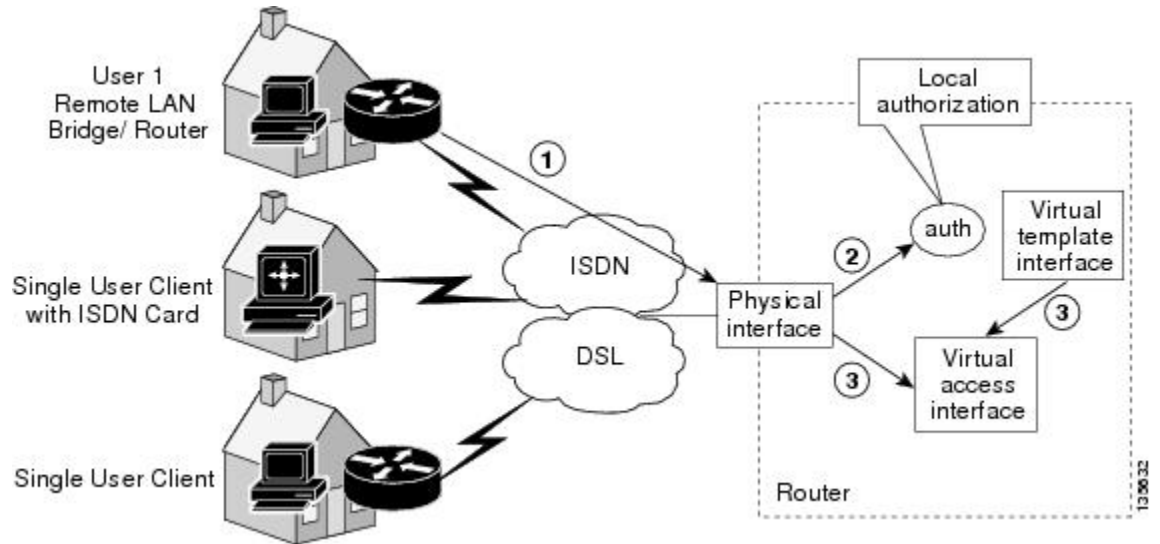 User 1
Remote LAN
Bridge/ Router
Single User Client
with ISDN Card
Single User Client
1
ISDN
DSL
Physical
interface
2
3
Local
authorization
auth
Virtual
template
interface
3
Virtual
access
interface
Router
135632